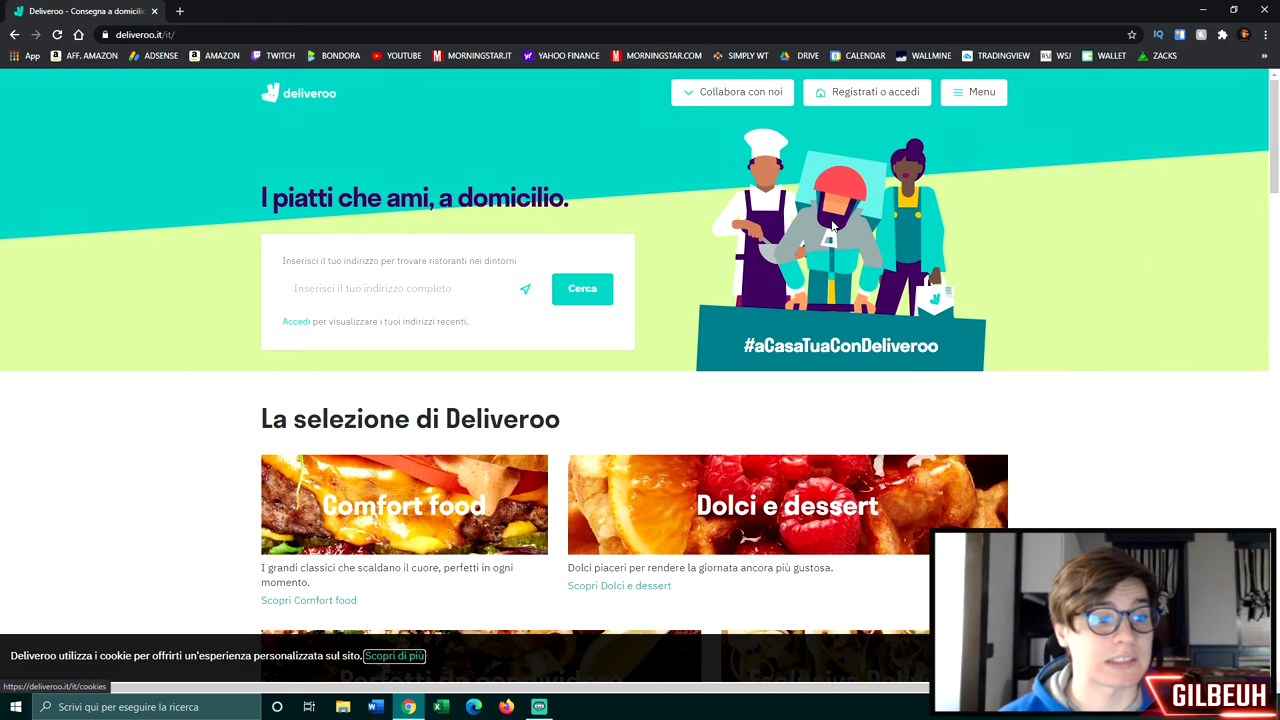 Deliveroo - Consegna a domicilio
deliveroo.it/it/
App
AFF. AMAZON
ADSENSE
AMAZON
TWITCH
BONDORA
YOUTUBE
MORNINGSTAR.IT
YAHOO FINANCE
MORNINGSTAR.COM
SIMPLY WT
DRIVE
CALENDAR
WALLMINE
TRADINGVIEW
WSJ
WALLET
ZACKS
deliveroo
Collabora con noi
Registrati o accedi
Menu
I piatti che ami, a domicilio.
Inserisci il tuo indirizzo per trovare ristoranti nei dintorni
Inserisci il tuo indirizzo completo
Cerca
Accedi per visualizzare i tuoi indirizzi recenti.
#aCasaTuaConDeliveroo
La selezione di Deliveroo
Comfort food
Dolci e dessert
I grandi classici che scaldano il cuore, perfetti in ogni
momento.
Scopri Comfort food
Dolci piaceri per rendere la giornata ancora più gustosa.
Scopri Dolci e dessert
Deliveroo utilizza i cookie per offrirti un'esperienza personalizzata sul sito. Scopri di più
Perfetti da condividere
https://deliveroo.it/it/cookies
Scrivi qui per eseguire la ricerca
GILBEUH